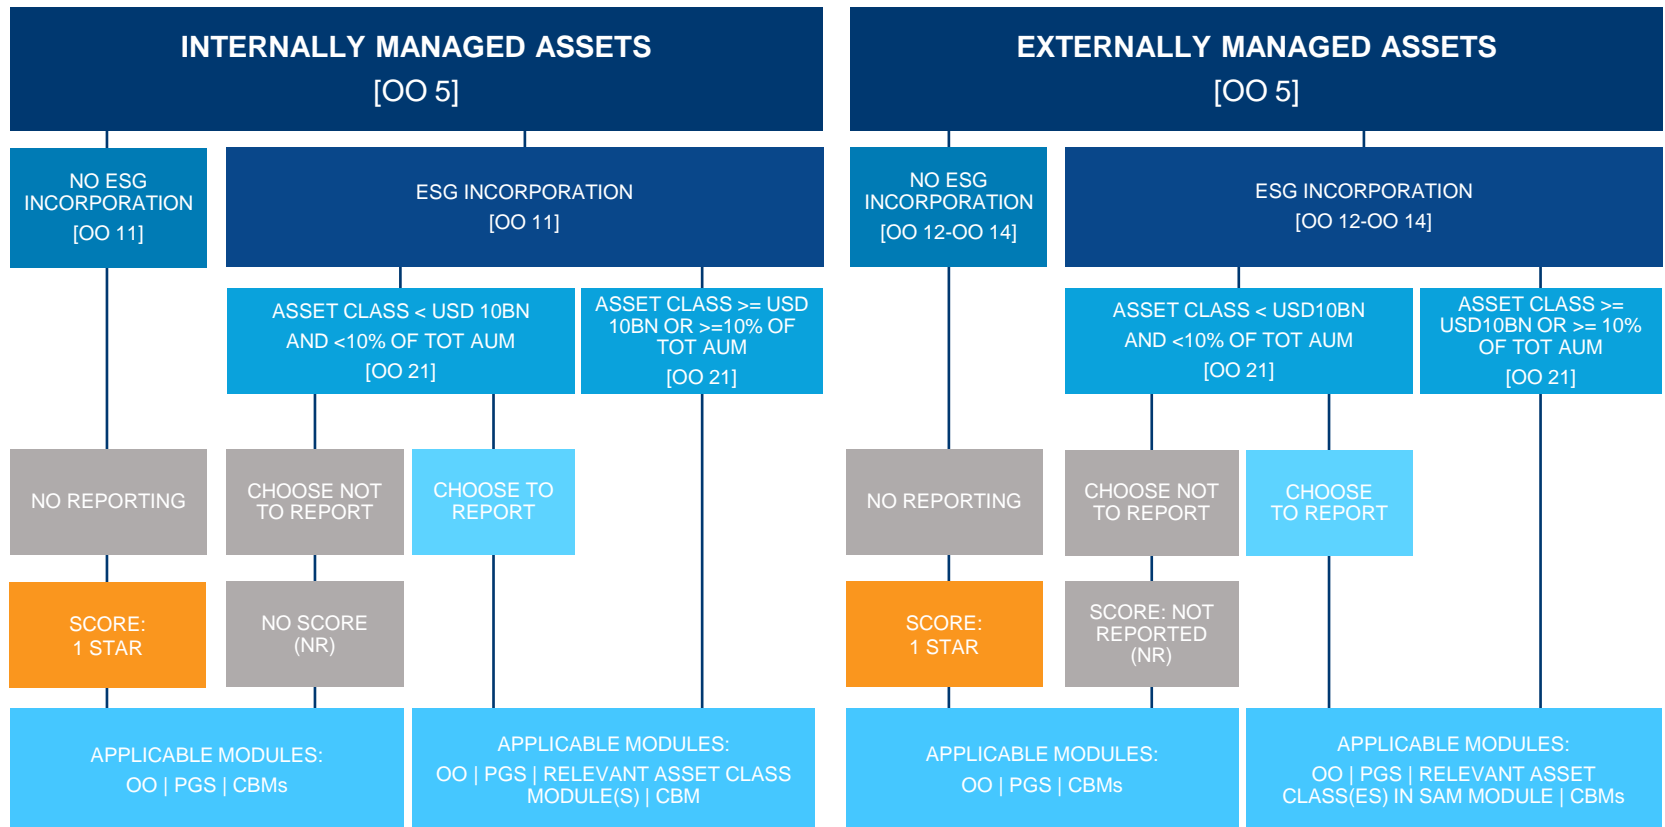 INTERNALLY MANAGED ASSETS
[OO 5]
NO ESG
INCORPORATION
[OO 11]
ESG INCORPORATION
[OO 11]
ASSET CLASS < USD 10BN
AND <10% OF TOT AUM
[OO 21]
ASSET CLASS >= USD
10BN OR >=10% OF
TOT AUM
[OO 21]
NO REPORTING
CHOOSE NOT
TO REPORT
CHOOSE TO
REPORT
SCORE:
1 STAR
NO SCORE
(NR)
APPLICABLE MODULES:
OO | PGS | CBMs
APPLICABLE MODULES:
OO | PGS | RELEVANT ASSET CLASS
MODULE(S) | CBM
EXTERNALLY MANAGED ASSETS
[OO 5]
NO ESG
INCORPORATION
[OO 12-OO 14]
ESG INCORPORATION
[OO 12-OO 14]
ASSET CLASS < USD10BN
AND <10% OF TOT AUM
[OO 21]
ASSET CLASS >=
USD10BN OR >= 10%
OF TOT AUM
[OO 21]
NO REPORTING
CHOOSE NOT
TO REPORT
CHOOSE
TO REPORT
SCORE:
1 STAR
SCORE: NOT
REPORTED
(NR)
APPLICABLE MODULES:
OO | PGS | CBMs
APPLICABLE MODULES:
OO | PGS | RELEVANT ASSET
CLASS(ES) IN SAM MODULE | CBMs